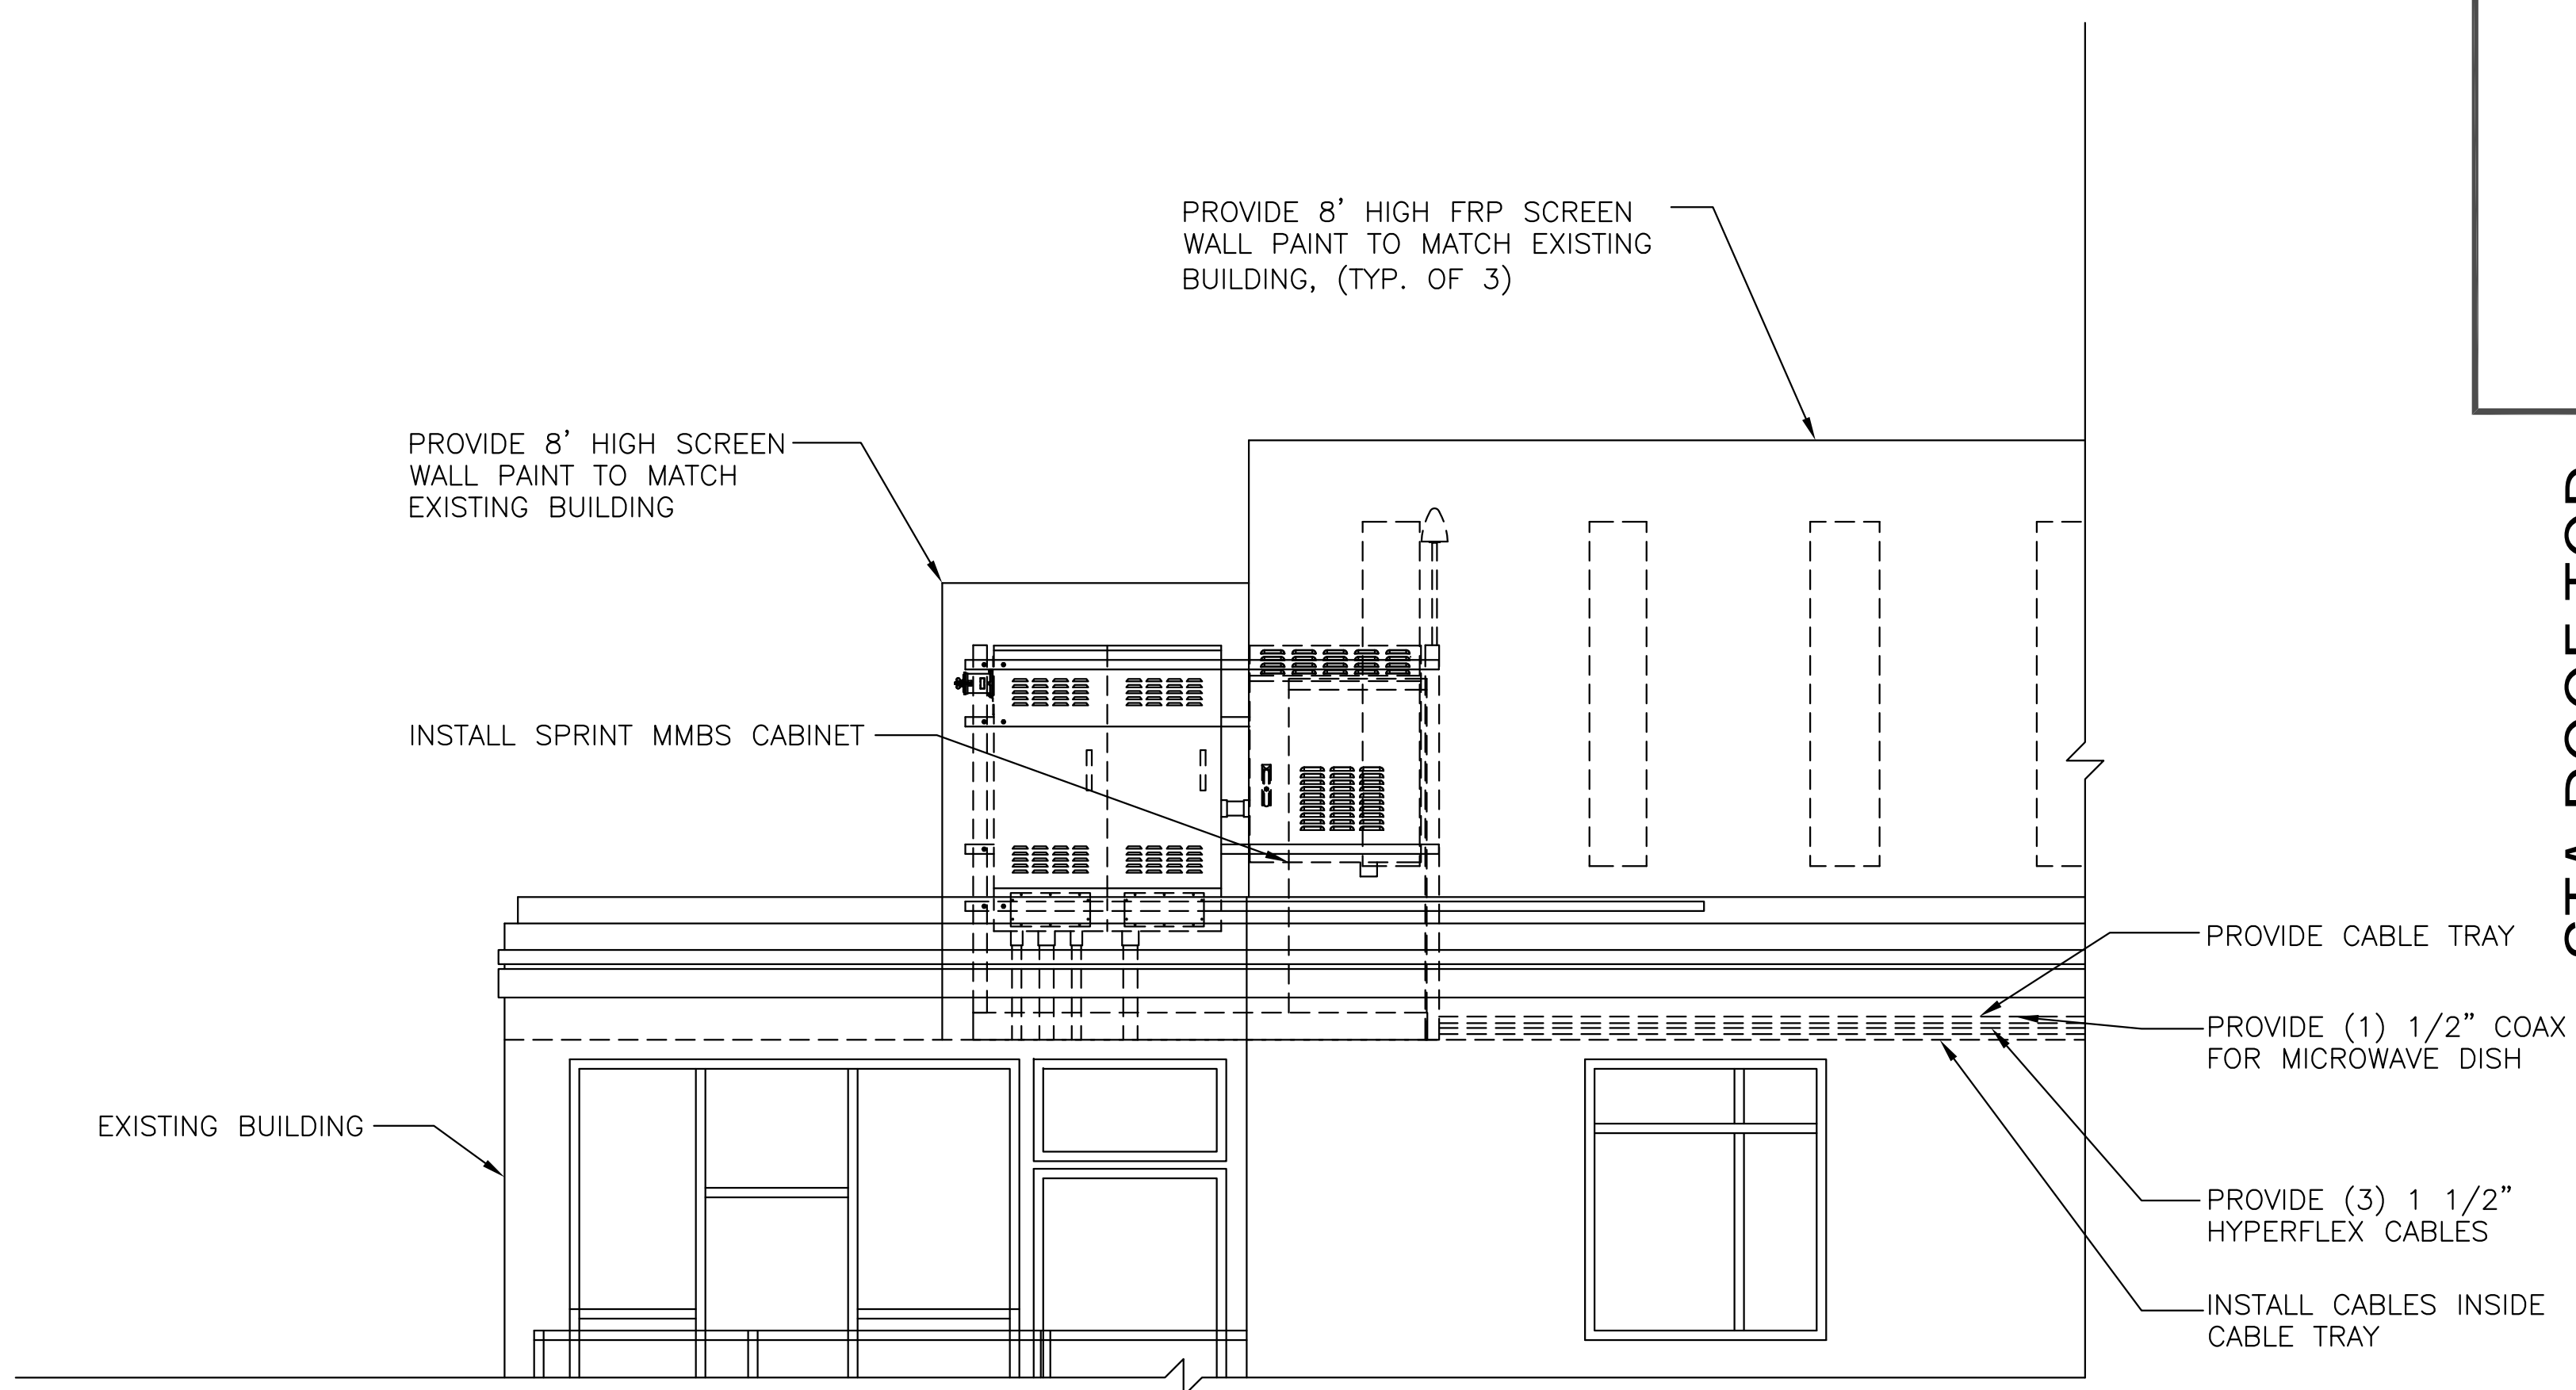 PROVIDE 8' HIGH FRP SCREEN
WALL PAINT TO MATCH EXISTING
BUILDING, (TYP. OF 3)
PROVIDE 8' HIGH SCREEN
WALL PAINT TO MATCH
EXISTING BUILDING
INSTALL SPRINT MMBS CABINET
EXISTING BUILDING
PROVIDE CABLE TRAY
PROVIDE (1) 1/2" COAX
FOR MICROWAVE DISH
PROVIDE (3) 1 1/2"
HYPERFLEX CABLES
INSTALL CABLES INSIDE
CABLE TRAY